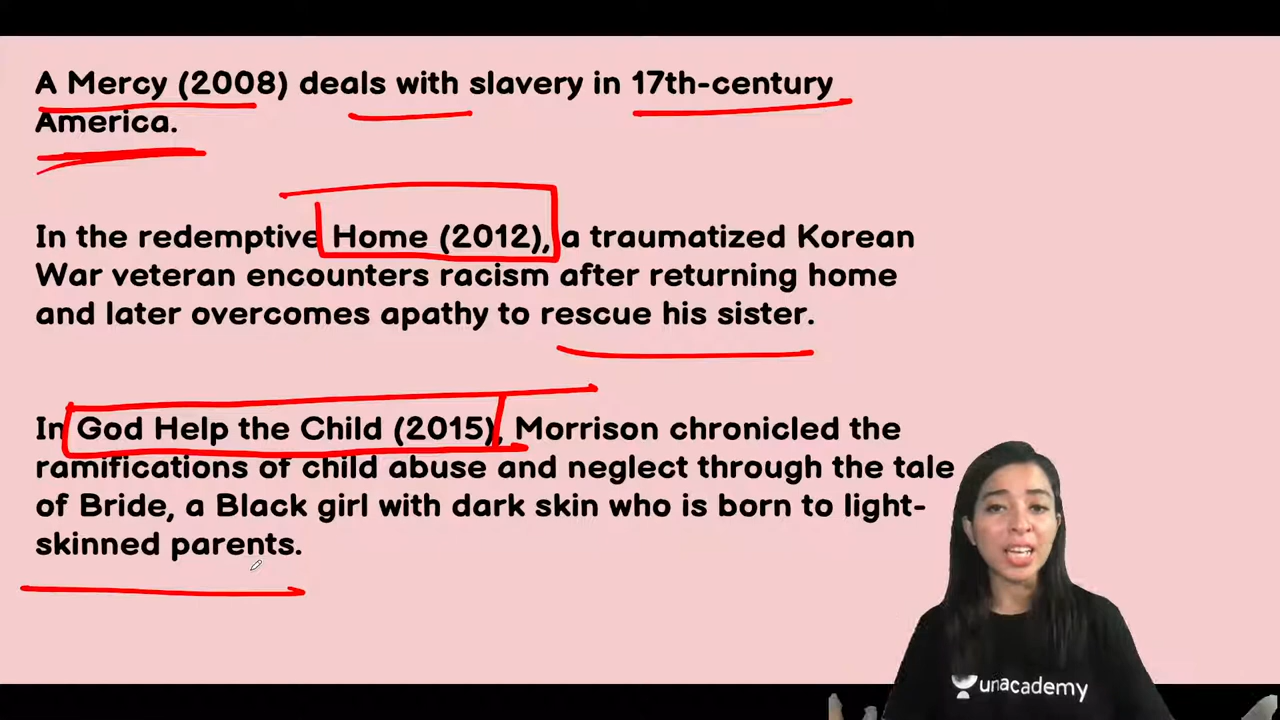 A Mercy (2008) deals with slavery in 17th-century
America.
In the redemptive Home (2012), a traumatized Korean
War veteran encounters racism after returning home
and later overcomes apathy to rescue his sister.
In God Help the Child (2015), Morrison chronicled the
ramifications of child abuse and neglect through the tale
of Bride, a Black girl with dark skin who is born to light-
skinned parents.
unacademy